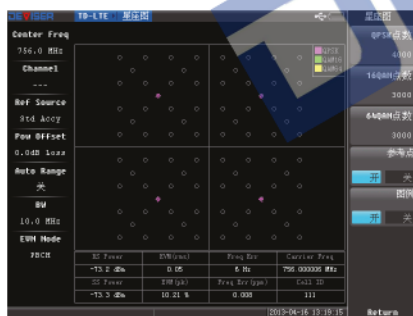 DEVISER TD-LTE 星座图
Center Freq
756.0 MHz
Channel
---
Ref Source
Std Accy
Pow Offset
0.0dB Loss
Auto Range
关
BW
10.0 MHz
EVM Mode
PBCH
QPSK
QAM16
QAM64
RS Power EVM(rms) Freq Err Carrier Freq
-73.2 dBm 0.05 6 Hz 756.000006 MHz
SS Power EVM(pk) Freq Err(ppm) Cell ID
-73.3 dBm 10.21 % 0.008 111
2013-04-16 13:19:15
星座图
QPSK点数
4000
16QAM点数
3000
64QAM点数
3000
参考点
开 关
图例
开 关
Return